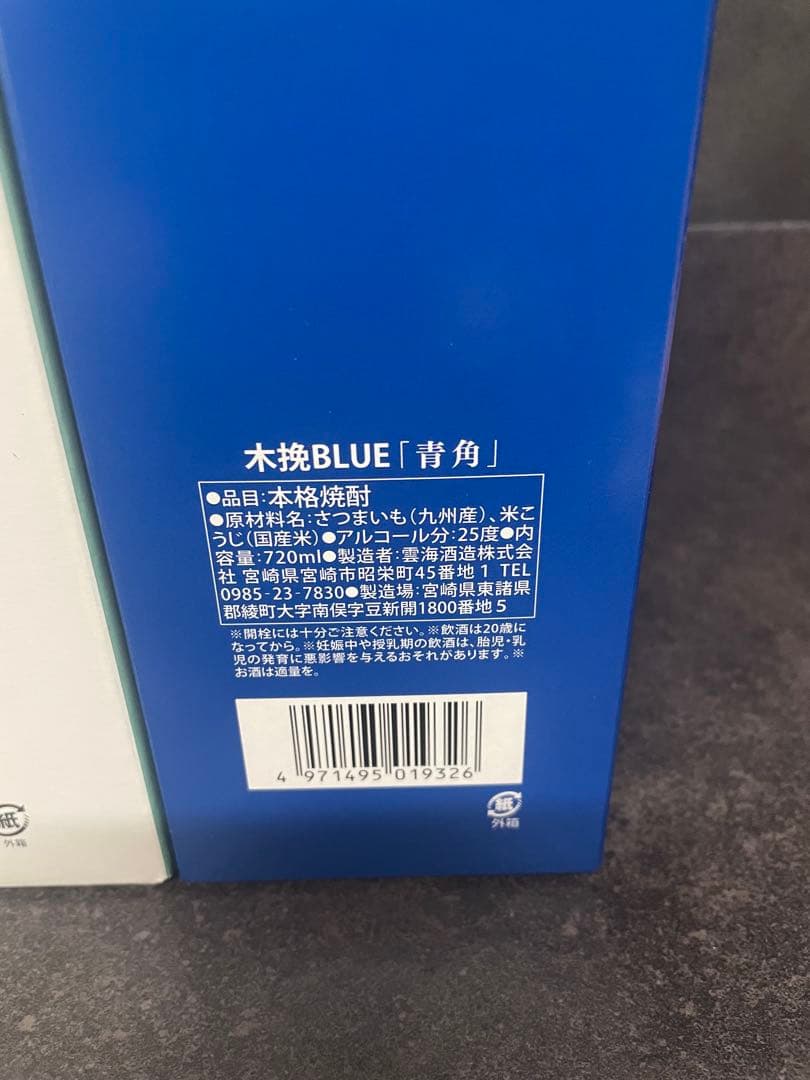 木挽BLUE「青角」
●品目:本格焼酎
●原材料名:さつまいも(九州産)、米こ
うじ(国産米)●アルコール分:25度●内
容量:720ml●製造者:雲海酒造株式会
社 宮崎県宮崎市昭栄町45番地1 TEL
0985-23-7830●製造場:宮崎県東諸県
郡綾町大字南俣字豆新開1800番地5
※開栓には十分ご注意ください。※飲酒は20歳に
なってから。※妊娠中や授乳期の飲酒は、胎児・乳
児の発育に悪影響を与えるおそれがあります。※
お酒は適量を。
4 971495 019326
紙
外箱
紙
外箱